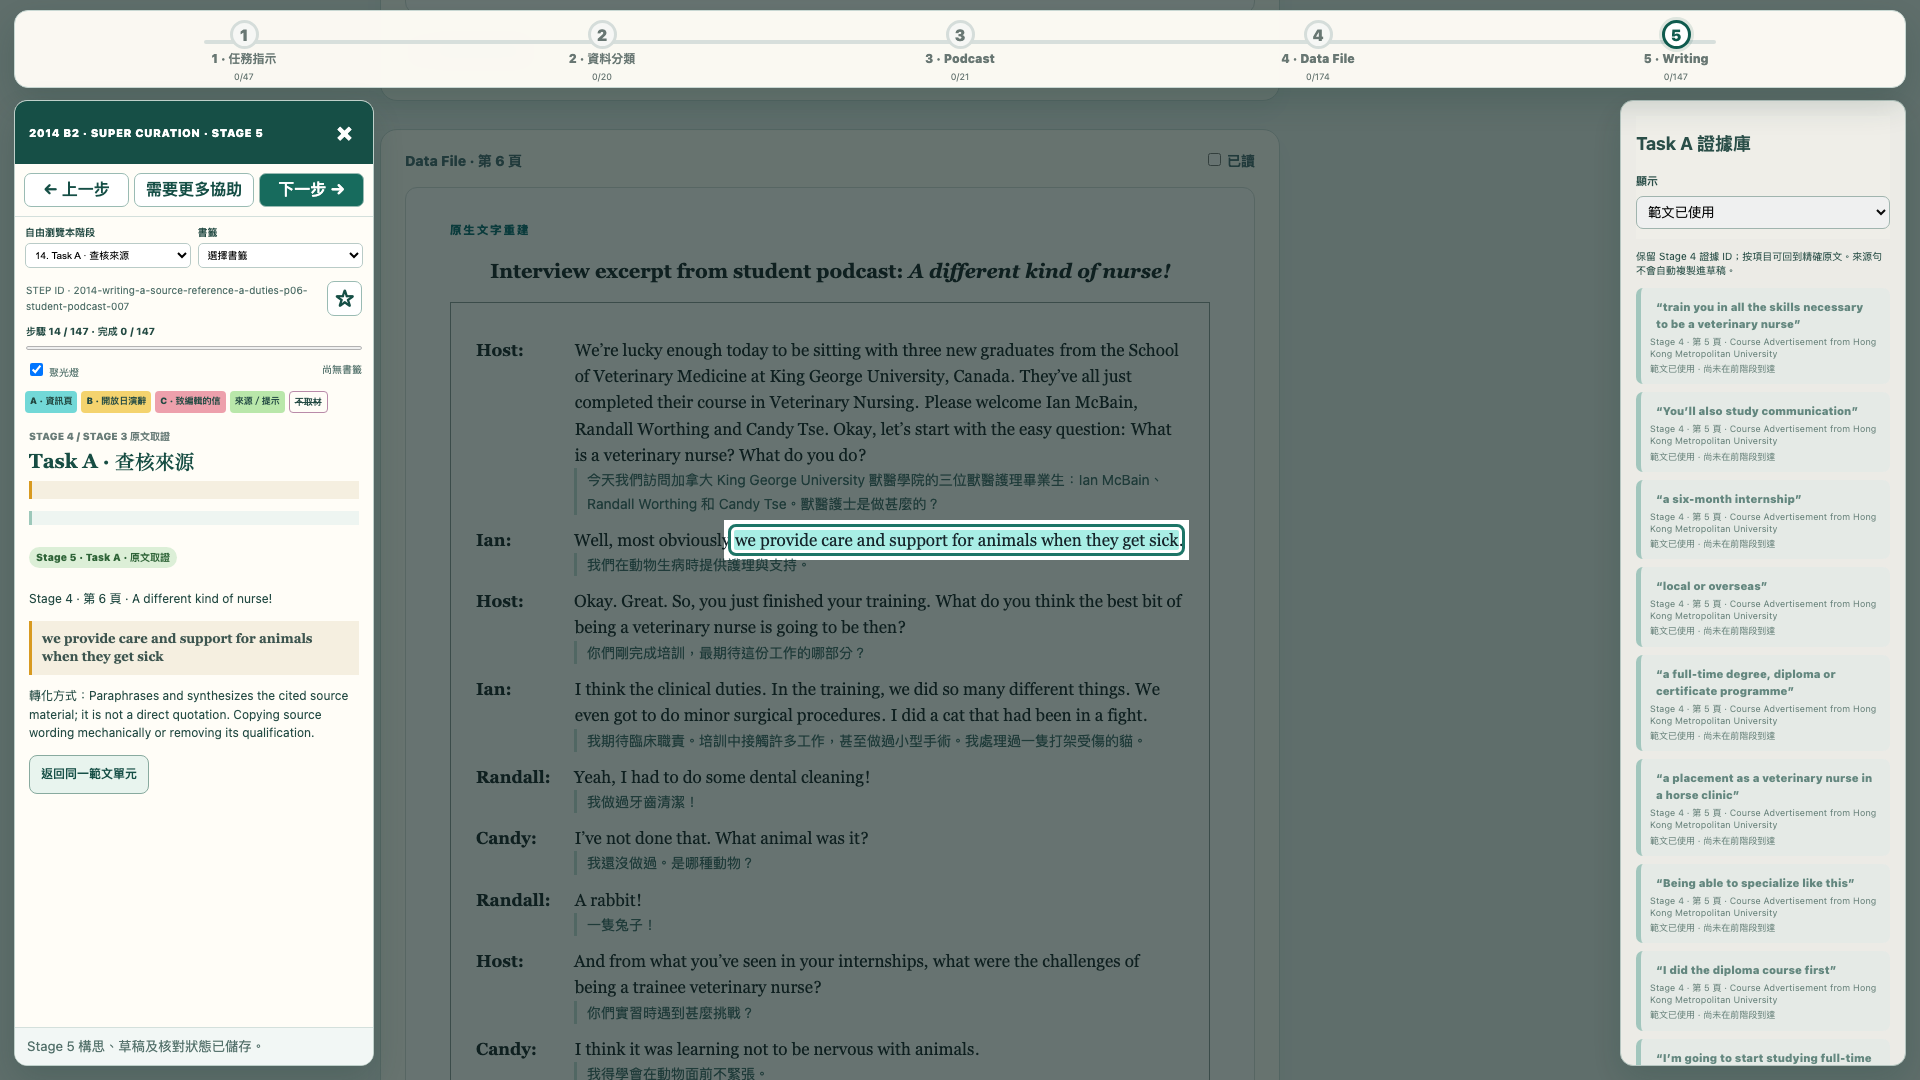 1
1 · 任務指示
0/47
2
2 · 資料分類
0/20
3
3 · Podcast
0/21
4
4 · Data File
0/174
5
5 · Writing
0/147
2014 B2 · SUPER CURATION · STAGE 5
← 上一步
需要更多協助
下一步 →
自由瀏覽本階段
書籤
14. Task A · 查核來源
選擇書籤
STEP ID · 2014-writing-a-source-reference-a-duties-p06-
student-podcast-007
步驟 14 / 147 · 完成 0 / 147
聚光燈
尚無書籤
A · 資訊頁
B · 開放日演辭
C · 致編輯的信
來源 / 提示
不取材
STAGE 4 / STAGE 3 原文取證
Task A · 查核來源
Stage 5 · Task A · 原文取證
Stage 4 · 第 6 頁 · A different kind of nurse!
we provide care and support for animals
when they get sick
轉化方式：Paraphrases and synthesizes the cited source
material; it is not a direct quotation. Copying source
wording mechanically or removing its qualification.
返回同一範文單元
Stage 5 構思、草稿及核對狀態已儲存。
Data File · 第 6 頁
已讀
原生文字重建
Interview excerpt from student podcast: A different kind of nurse!
Host:
We’re lucky enough today to be sitting with three new graduates from the School
of Veterinary Medicine at King George University, Canada. They’ve all just
completed their course in Veterinary Nursing. Please welcome Ian McBain,
Randall Worthing and Candy Tse. Okay, let’s start with the easy question: What
is a veterinary nurse? What do you do?
今天我們訪問加拿大 King George University 獸醫學院的三位獸醫護理畢業生：Ian McBain、
Randall Worthing 和 Candy Tse。獸醫護士是做甚麼的？
Ian:
Well, most obviously we provide care and support for animals when they get sick.
我們在動物生病時提供護理與支持。
Host:
Okay. Great. So, you just finished your training. What do you think the best bit of
being a veterinary nurse is going to be then?
你們剛完成培訓，最期待這份工作的哪部分？
Ian:
I think the clinical duties. In the training, we did so many different things. We
even got to do minor surgical procedures. I did a cat that had been in a fight.
我期待臨床職責。培訓中接觸許多工作，甚至做過小型手術。我處理過一隻打架受傷的貓。
Randall:
Yeah, I had to do some dental cleaning!
我做過牙齒清潔！
Candy:
I’ve not done that. What animal was it?
我還沒做過。是哪種動物？
Randall:
A rabbit!
一隻兔子！
Host:
And from what you’ve seen in your internships, what were the challenges of
being a trainee veterinary nurse?
你們實習時遇到甚麼挑戰？
Candy:
I think it was learning not to be nervous with animals.
我得學會在動物面前不緊張。
Task A 證據庫
顯示
範文已使用
保留 Stage 4 證據 ID；按項目可回到精確原文。來源句
不會自動複製進草稿。
“train you in all the skills necessary
to be a veterinary nurse”
Stage 4 · 第 5 頁 · Course Advertisement from Hong
Kong Metropolitan University
範文已使用 · 尚未在前階段到達
“You’ll also study communication”
Stage 4 · 第 5 頁 · Course Advertisement from Hong
Kong Metropolitan University
範文已使用 · 尚未在前階段到達
“a six-month internship”
Stage 4 · 第 5 頁 · Course Advertisement from Hong
Kong Metropolitan University
範文已使用 · 尚未在前階段到達
“local or overseas”
Stage 4 · 第 5 頁 · Course Advertisement from Hong
Kong Metropolitan University
範文已使用 · 尚未在前階段到達
“a full-time degree, diploma or
certificate programme”
Stage 4 · 第 5 頁 · Course Advertisement from Hong
Kong Metropolitan University
範文已使用 · 尚未在前階段到達
“a placement as a veterinary nurse in
a horse clinic”
Stage 4 · 第 5 頁 · Course Advertisement from Hong
Kong Metropolitan University
範文已使用 · 尚未在前階段到達
“Being able to specialize like this”
Stage 4 · 第 5 頁 · Course Advertisement from Hong
Kong Metropolitan University
範文已使用 · 尚未在前階段到達
“I did the diploma course first”
Stage 4 · 第 5 頁 · Course Advertisement from Hong
Kong Metropolitan University
範文已使用 · 尚未在前階段到達
“I’m going to start studying full-time